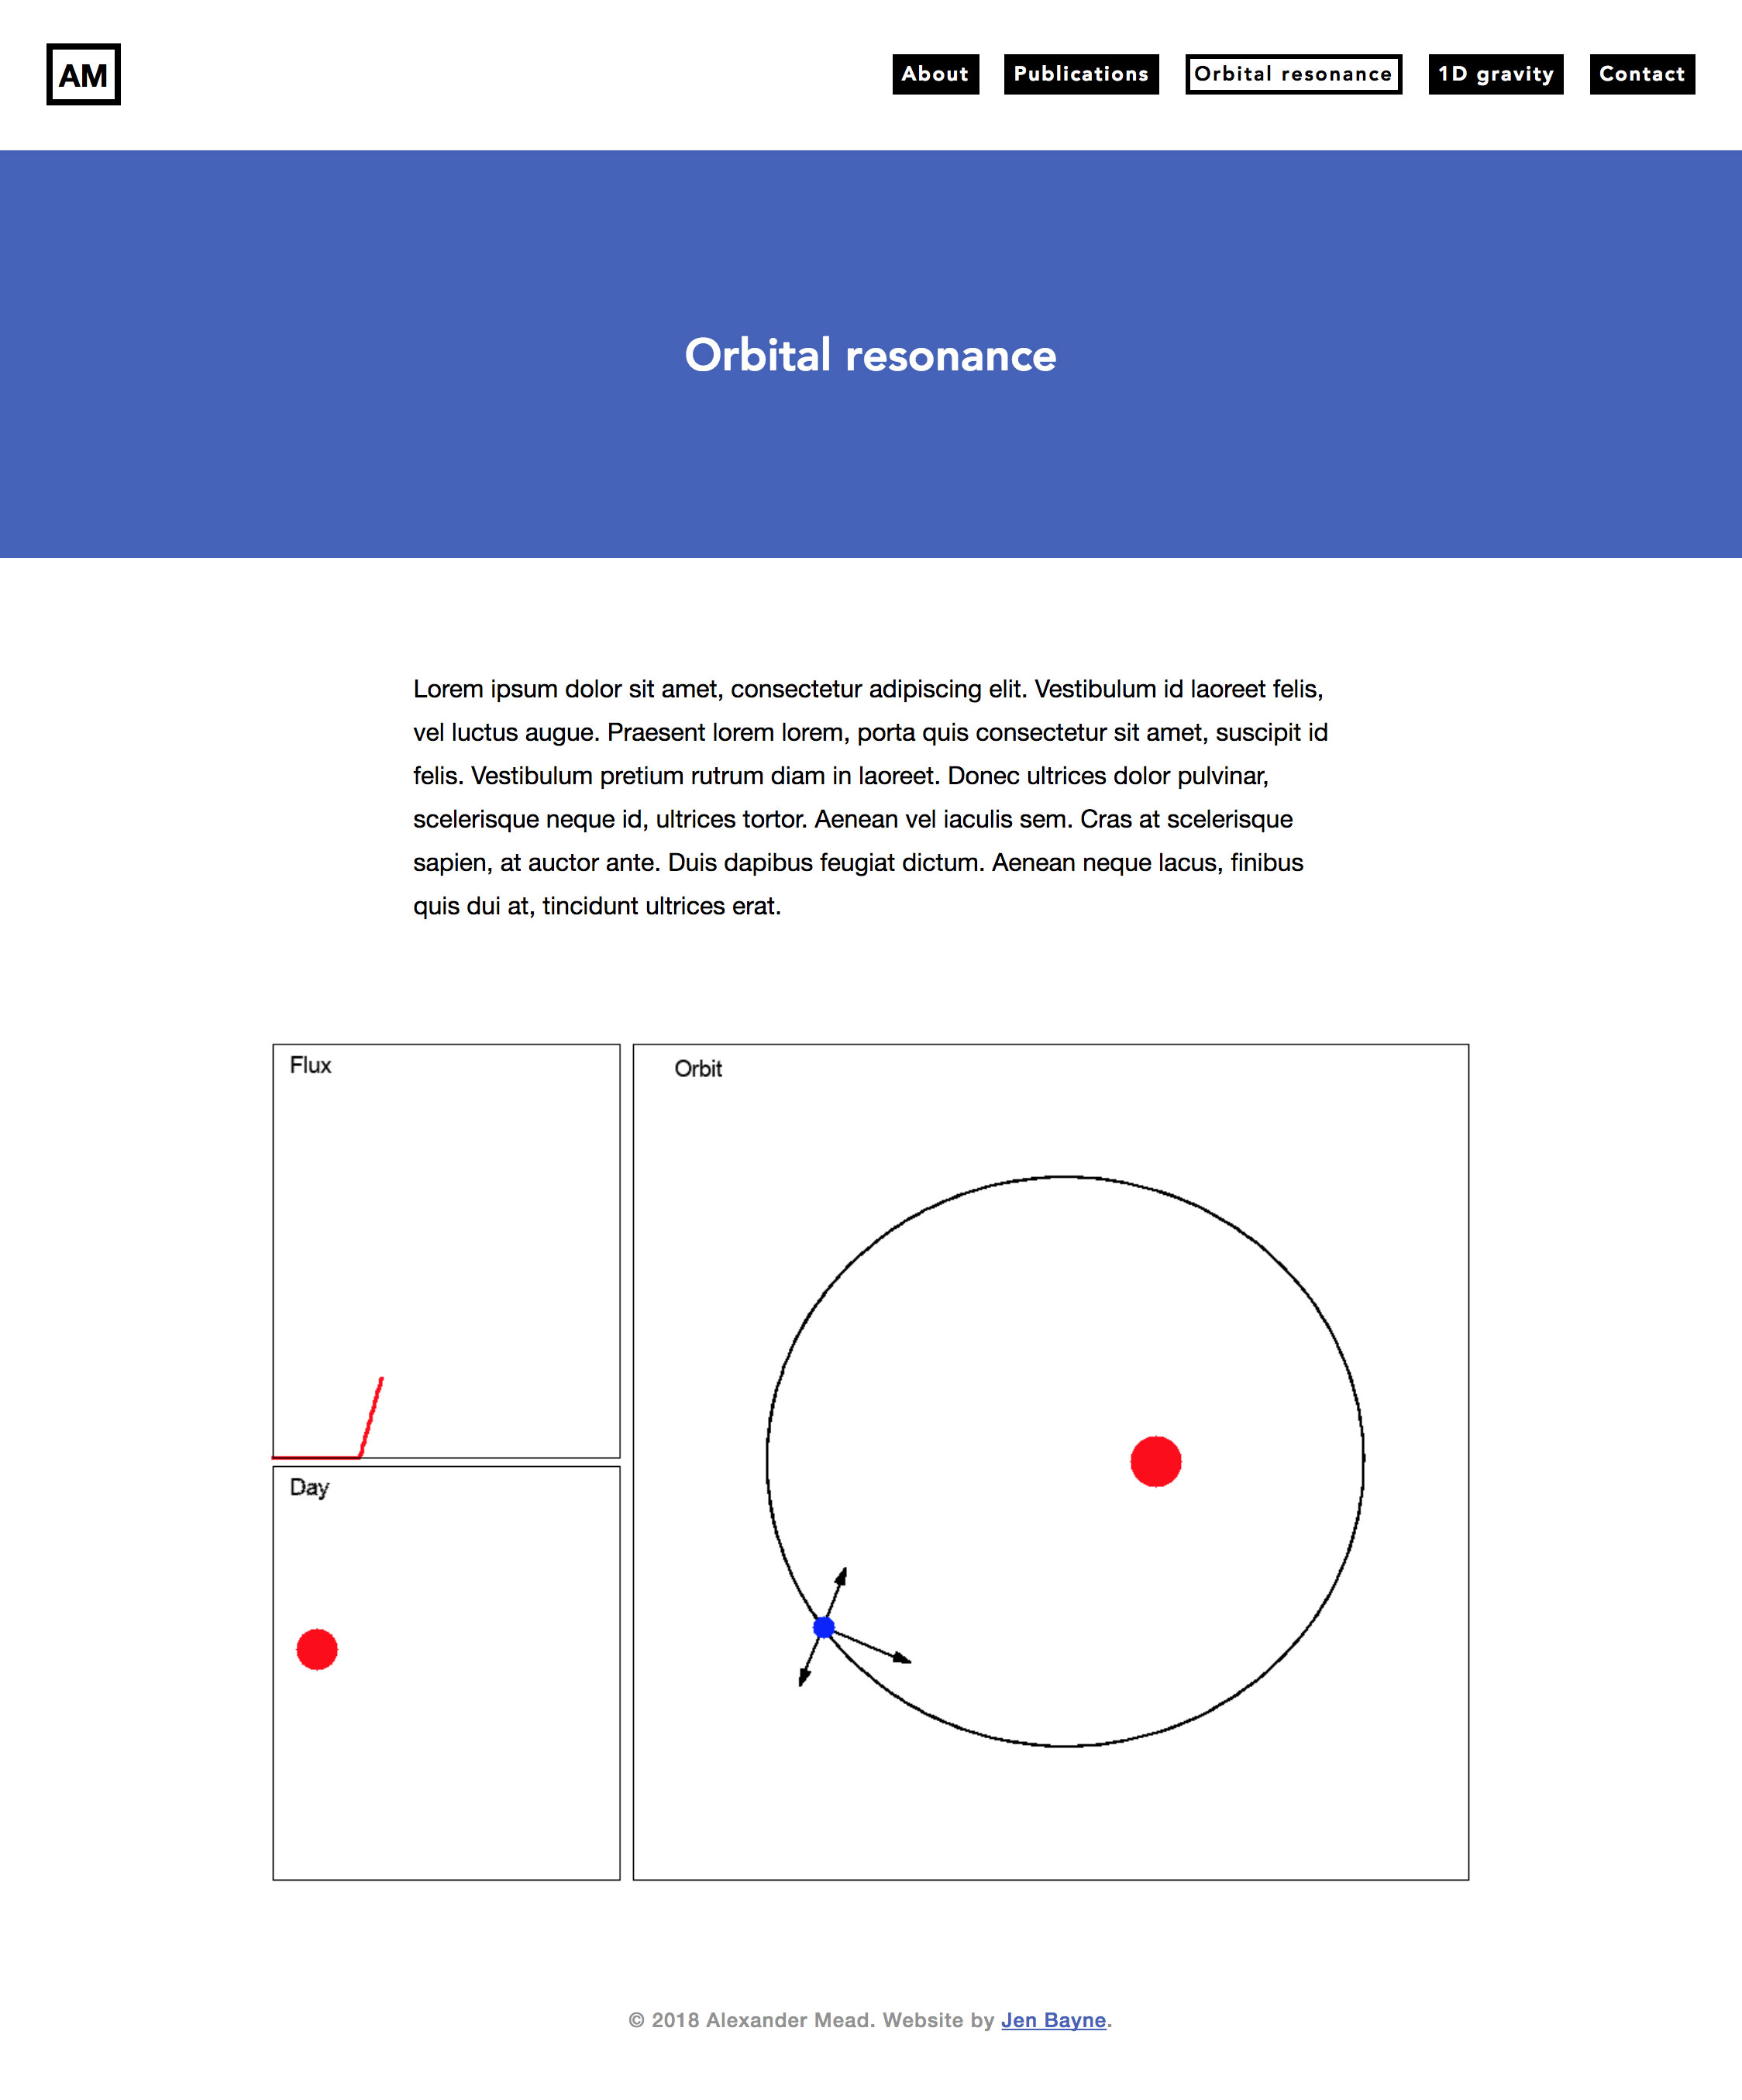 AM
About
Publications
Orbital resonance
1D gravity
Contact
Orbital resonance
Lorem ipsum dolor sit amet, consectetur adipiscing elit. Vestibulum id laoreet felis,
vel luctus augue. Praesent lorem lorem, porta quis consectetur sit amet, suscipit id
felis. Vestibulum pretium rutrum diam in laoreet. Donec ultrices dolor pulvinar,
scelerisque neque id, ultrices tortor. Aenean vel iaculis sem. Cras at scelerisque
sapien, at auctor ante. Duis dapibus feugiat dictum. Aenean neque lacus, finibus
quis dui at, tincidunt ultrices erat.
Flux
Orbit
Day
© 2018 Alexander Mead. Website by Jen Bayne.